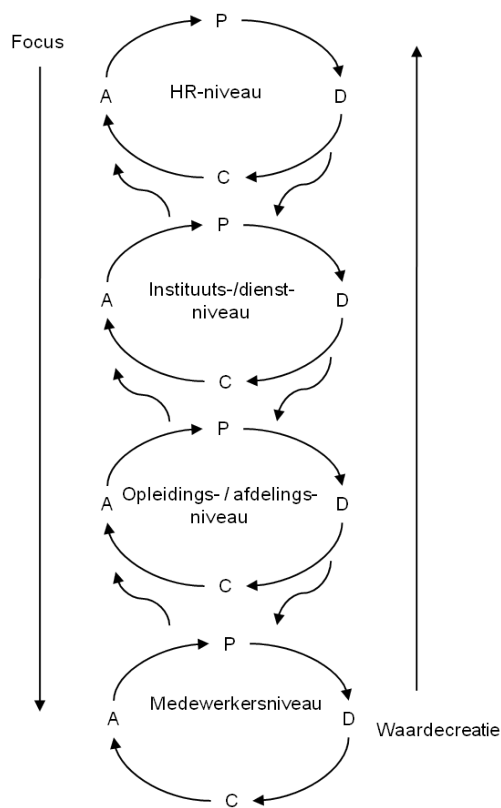 P
Focus
HR-niveau
A
D
C
P
Instituuts-/dienst-
niveau
A
D
C
P
Opleidings- / afdelings-
niveau
A
D
C
P
Medewerkersniveau
A
D
Waardecreatie
C